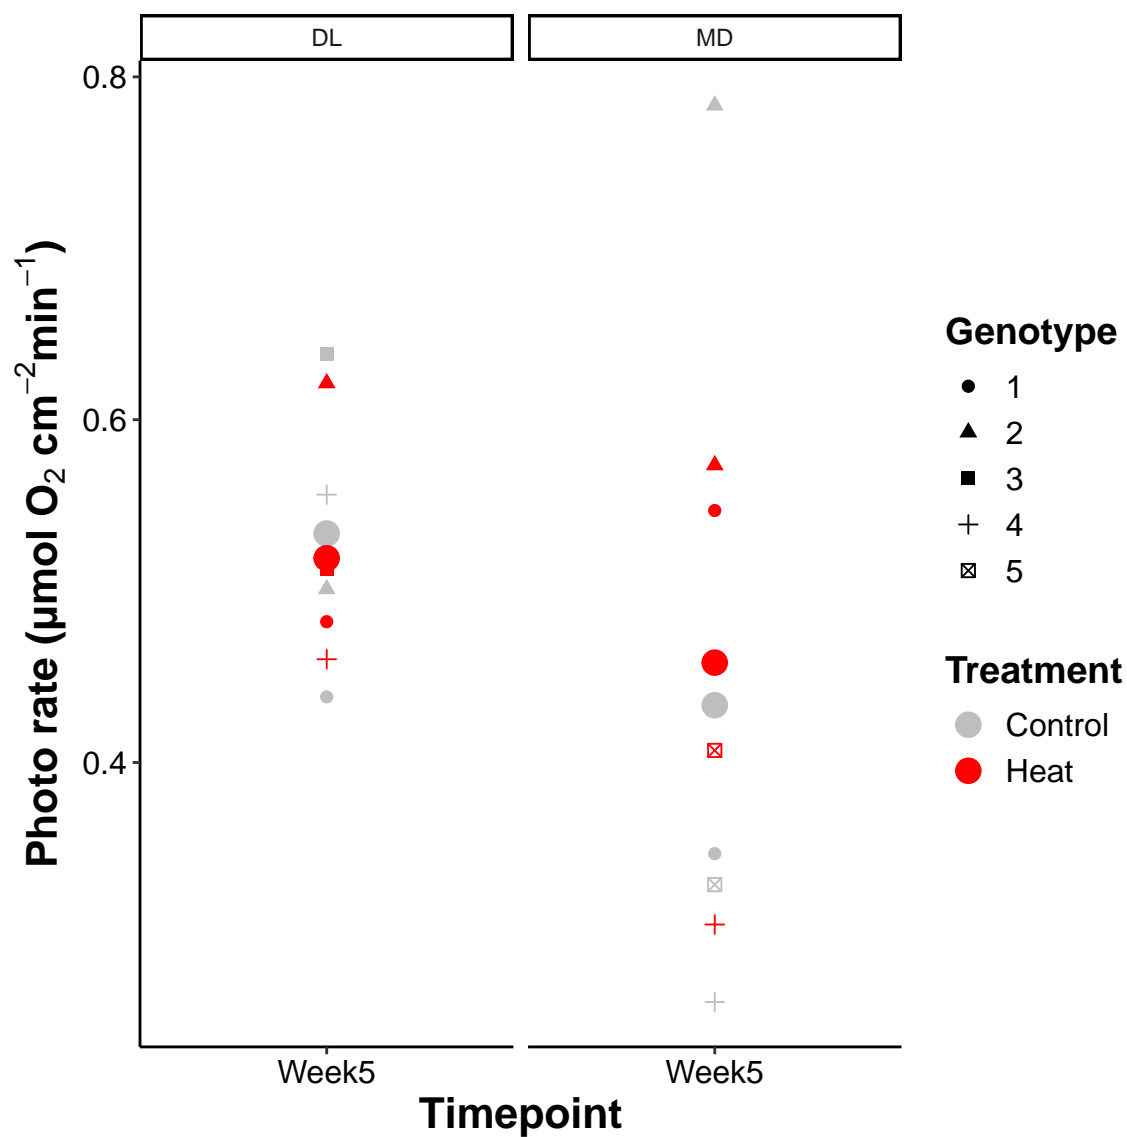 DL
MD
0.8
0.6
0.4
Photo rate (µmol O₂ cm⁻²min⁻¹)
Week5
Week5
Timepoint
Genotype
1
2
3
4
5
Treatment
Control
Heat